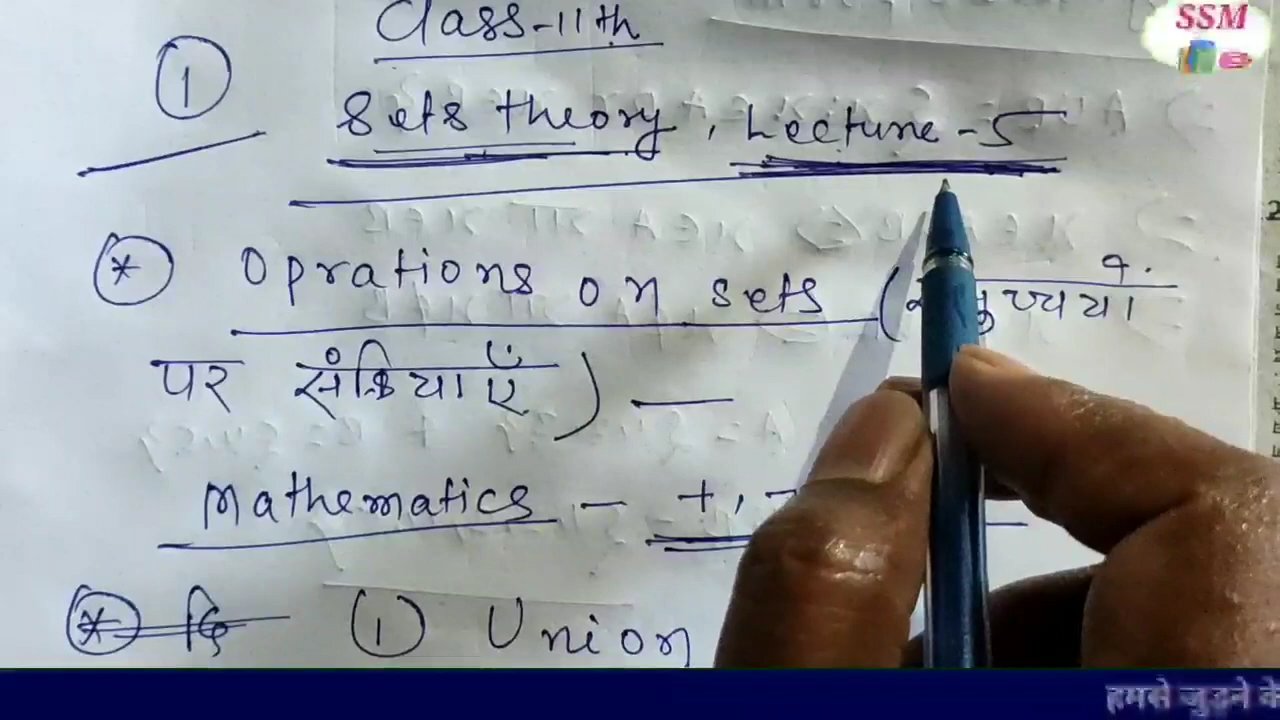 SSM
Class-11th
①
Sets theory, Lecture-5
* Oprations on sets (
पर संक्रियाएँ ) —
Mathematics - +, -
* (1) Union
हमसे जुड़ने के